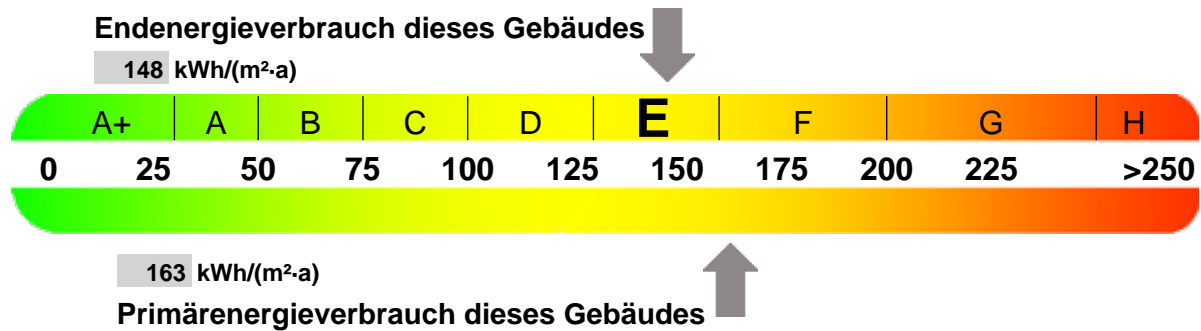 Endenergieverbrauch dieses Gebäudes
148 kWh/(m²·a)
A+ A B C D E F G H
0 25 50 75 100 125 150 175 200 225 >250
163 kWh/(m²·a)
Primärenergieverbrauch dieses Gebäudes